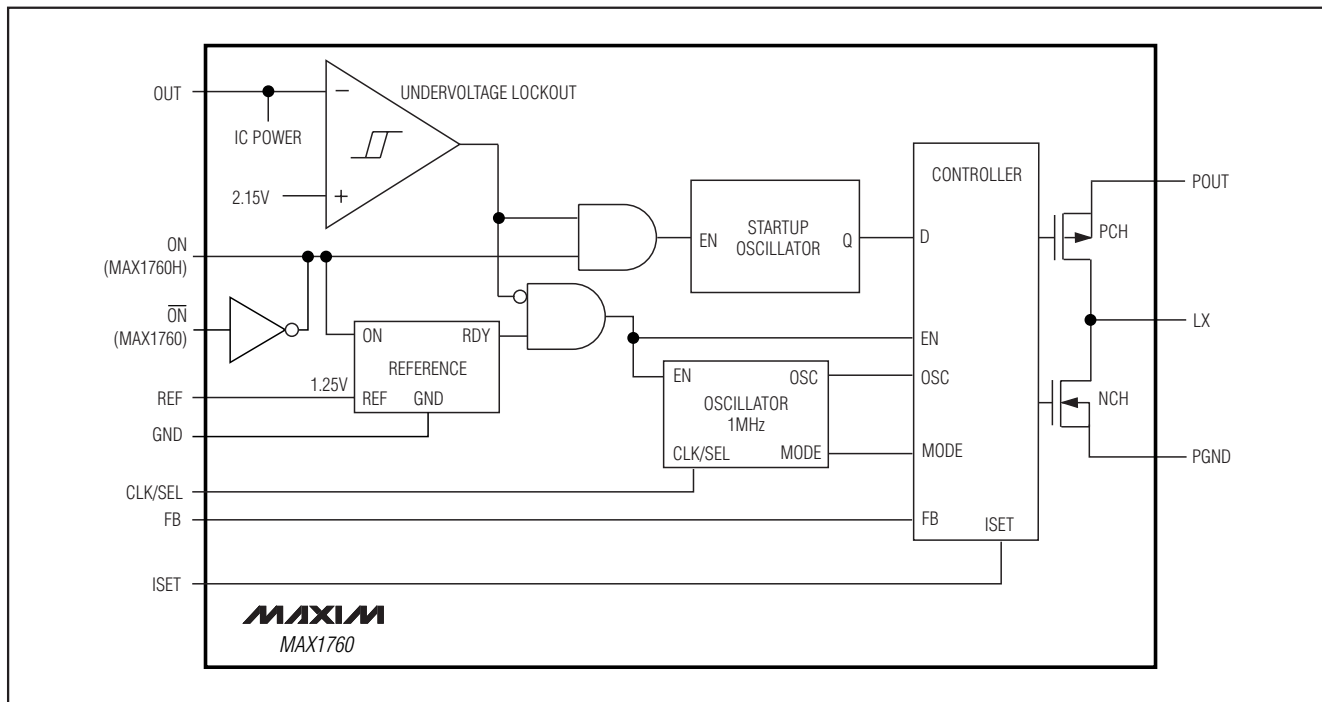 OUT
IC POWER
−
UNDERVOLTAGE LOCKOUT
2.15V
+
ON
(MAX1760H)
ON
(MAX1760)
REF
GND
CLK/SEL
FB
ISET
ON
RDY
REFERENCE
1.25V
REF
GND
EN
STARTUP
OSCILLATOR
Q
EN
OSC
OSCILLATOR
1MHz
CLK/SEL
MODE
CONTROLLER
D
EN
OSC
MODE
FB
ISET
PCH
NCH
POUT
LX
PGND
MAXIM
MAX1760